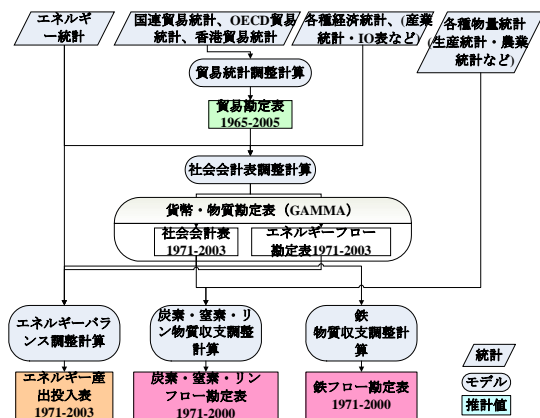 エネルギ
ー統計
国連貿易統計、OECD貿易
統計、香港貿易統計
各種経済統計、(産業
統計・IO表など)
各種物量統計
(生産統計・農業
統計など)
貿易統計調整計算
貿易勘定表
1965-2005
社会会計表調整計算
貨幣・物質勘定表（GAMMA）
社会会計表
1971-2003
エネルギーフロー
勘定表1971-2003
エネルギーバラ
ンス調整計算
炭素・窒素・リ
ン物質収支調整
計算
鉄
物質収支調整計
算
エネルギー産
出投入表
1971-2003
炭素・窒素・リン
フロー勘定表
1971-2000
鉄フロー勘定表
1971-2000
統計
モデル
推計値